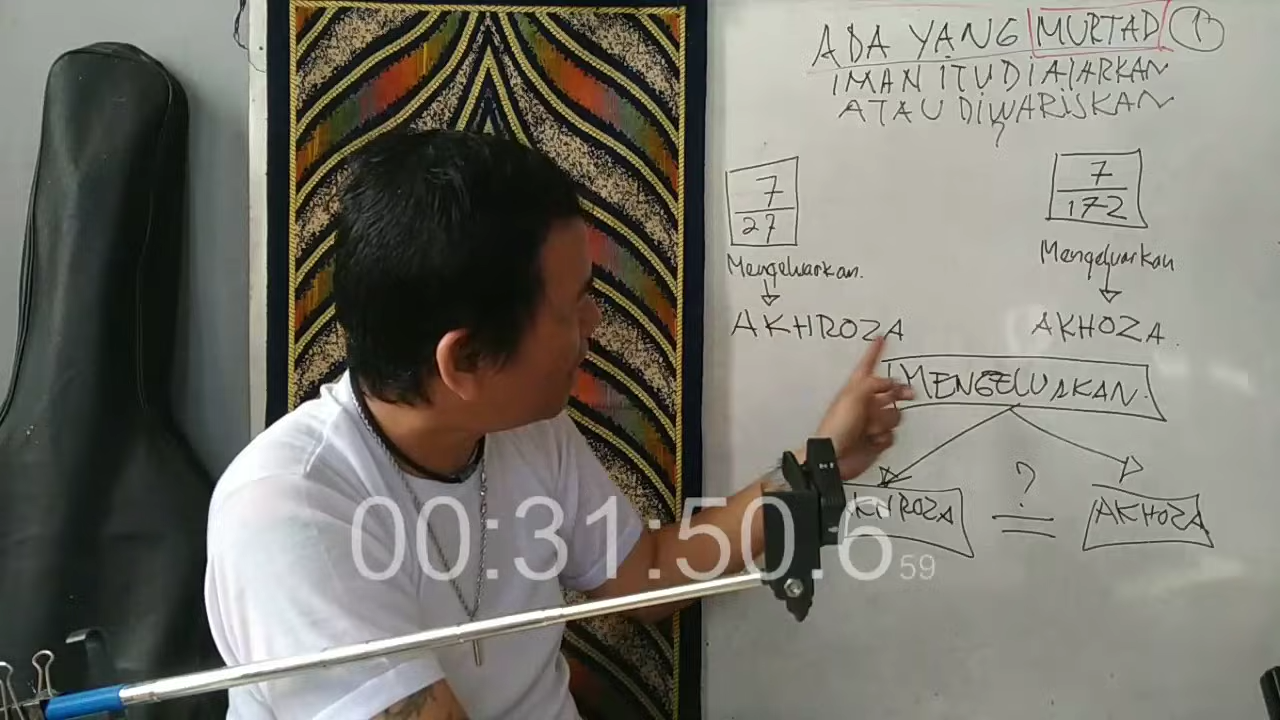 ADA YANG MURTAD 1
IMAN ITU DIAJARKAN
ATAU DIWARISKAN
7
27
Mengeluarkan.
AKHROZA
7
172
Mengeluarkan
AKHOZA.
MENGELUAKAN.
AKHROZA
?
=
AKHOZA
00:31:50.6
59